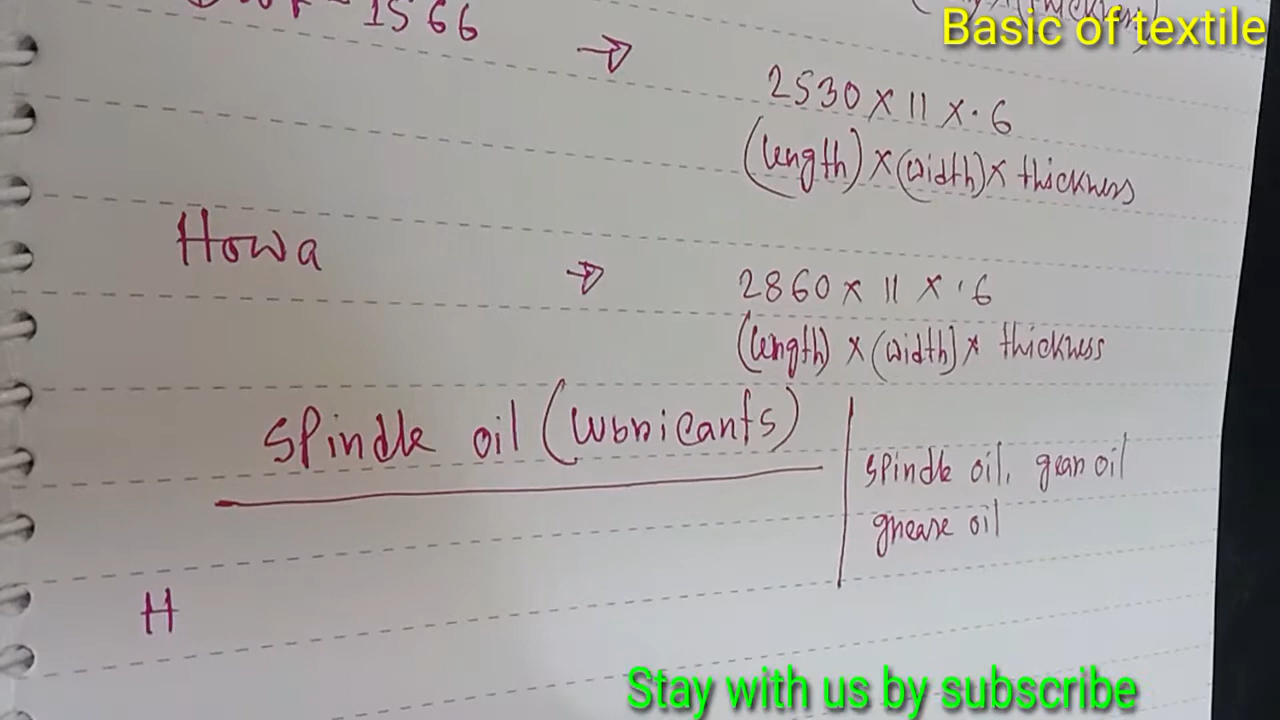 Basic of textile
1566 →
2530 x 11 x .6
(length) x (width) x thickness
Howa → 2860 x 11 x .6
(length) x (width) x thickness
Spindle oil (Lubricants)
spindle oil, gear oil
grease oil
H
Stay with us by subscribe